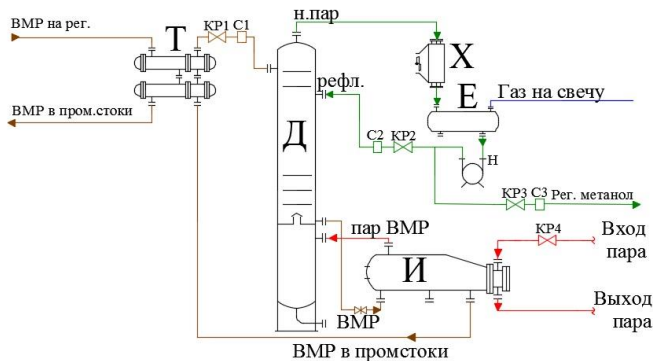 н.пар
ВМР на рег.
Т
КР1
С1
Х
рефл.
Е
Газ на свечу
ВМР в пром.стоки
Д
С2
КР2
Н
КР3
С3
Рег. метанол
пар ВМР
КР4
Вход
пара
И
ВМР
Выход
пара
ВМР в промстоки